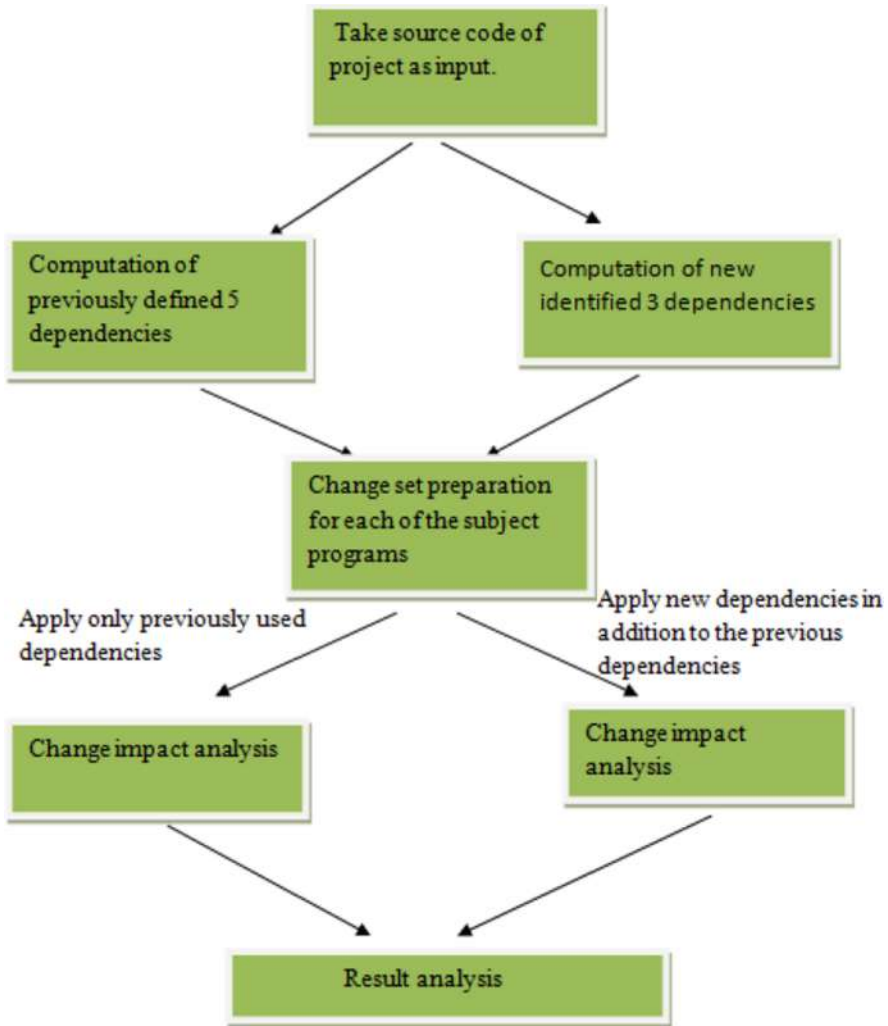 Take source code of
project as input.
Computation of
previously defined 5
dependencies
Computation of new
identified 3 dependencies
Change set preparation
for each of the subject
programs
Apply only previously used
dependencies
Apply new dependencies in
addition to the previous
dependencies
Change impact analysis
Change impact
analysis
Result analysis